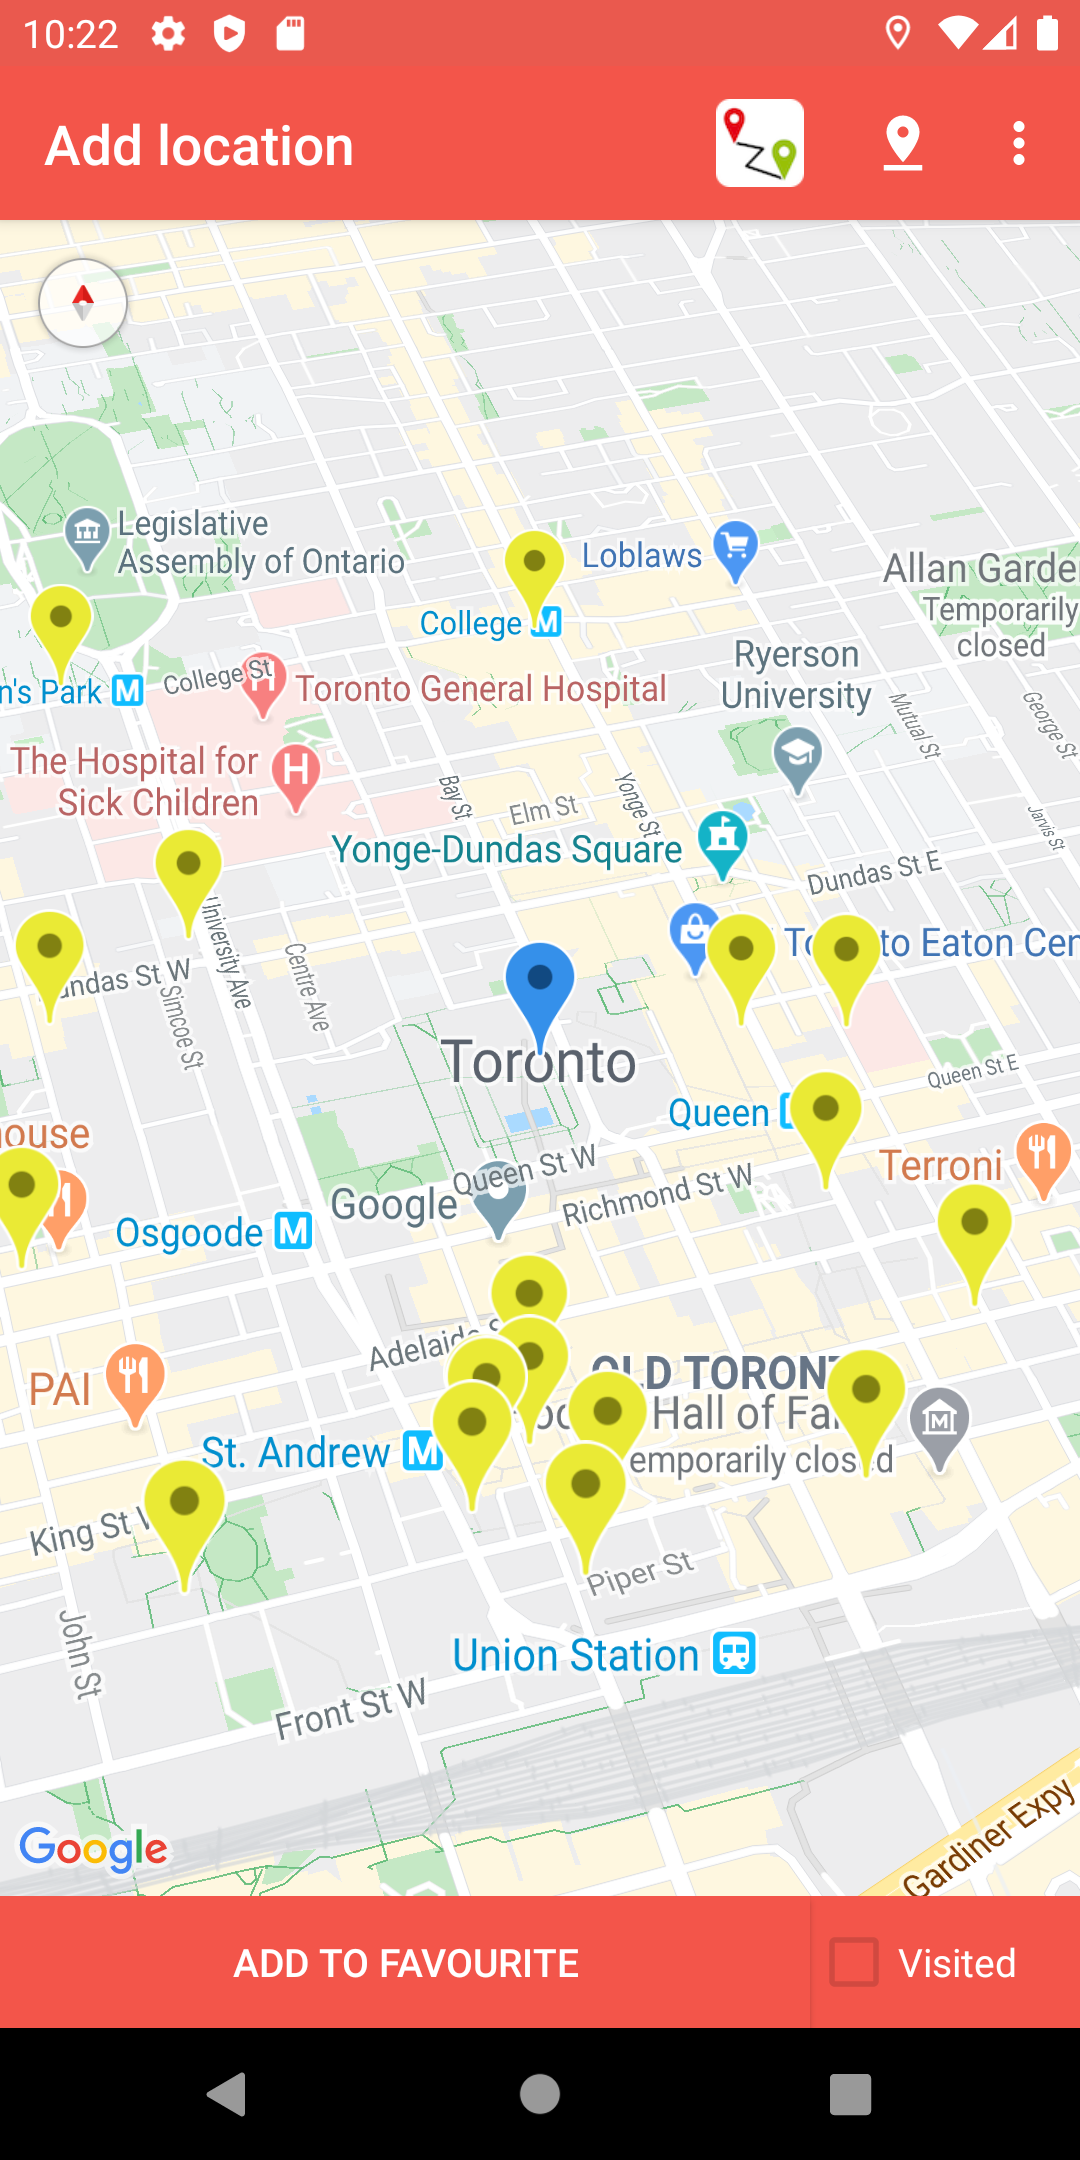 10:22
Add location
Legislative
Assembly of Ontario
Loblaws
Allan Garde
Temporarily
closed
College
Ryerson
University
n's Park
College St
Toronto General Hospital
Mutual St
George St
The Hospital for
Sick Children
Bay St
Elm St
Yonge St
Jarvis St
Yonge-Dundas Square
Dundas St E
University Ave
Centre Ave
Eaton Cen
ndas St W
Simcoe St
Toronto
Queen St E
Queen
ouse
Queen St W
Terroni
Richmond St W
Google
Osgoode
Adelaide S
PAI
OLD TORONT
Hall of Fa
St. Andrew
emporarily closed
King St W
Piper St
John St
Union Station
Front St W
Gardiner Expy
Google
ADD TO FAVOURITE
Visited